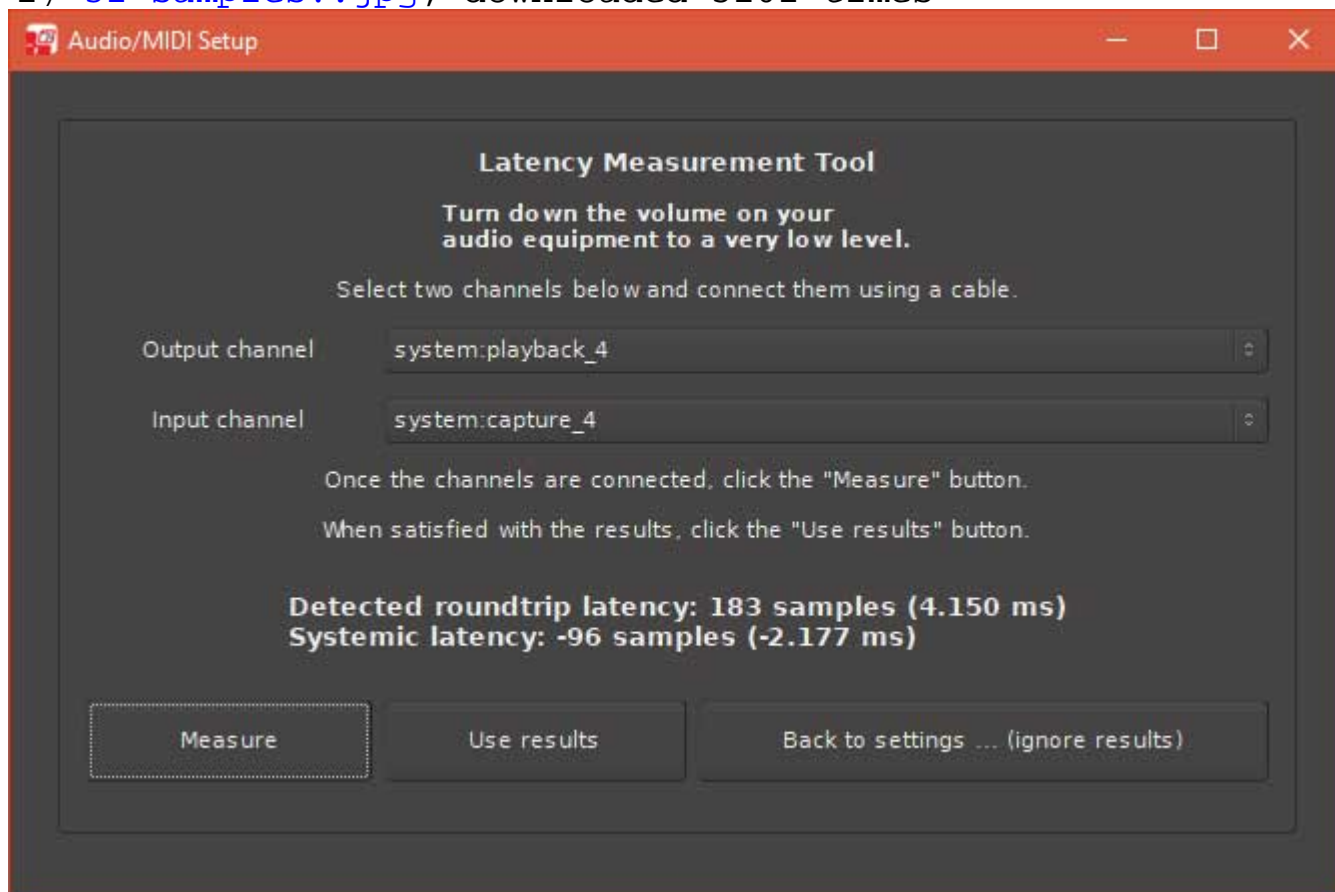 Audio/MIDI Setup
Latency Measurement Tool
Turn down the volume on your
audio equipment to a very low level.
Select two channels below and connect them using a cable.
Output channel system:playback_4
Input channel system:capture_4
Once the channels are connected, click the "Measure" button.
When satisfied with the results, click the "Use results" button.
Detected roundtrip latency: 183 samples (4.150 ms)
Systemic latency: -96 samples (-2.177 ms)
Measure Use results Back to settings ... (ignore results)